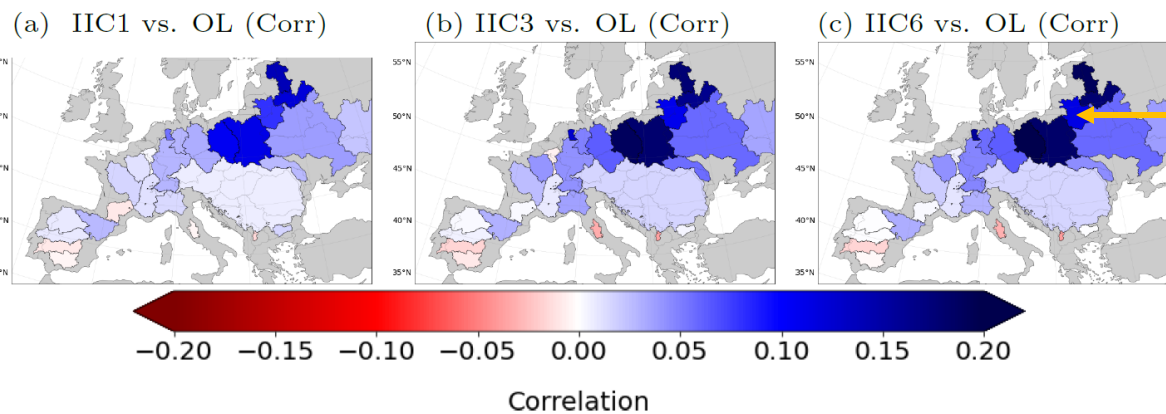 (a) IIC1 vs. OL (Corr)
(b) IIC3 vs. OL (Corr)
(c) IIC6 vs. OL (Corr)
55°N
55°N
50°N
50°N
50°N
45°N
45°N
45°N
40°N
40°N
35°N
35°N
−0.20 −0.15 −0.10 −0.05 0.00 0.05 0.10 0.15 0.20
Correlation